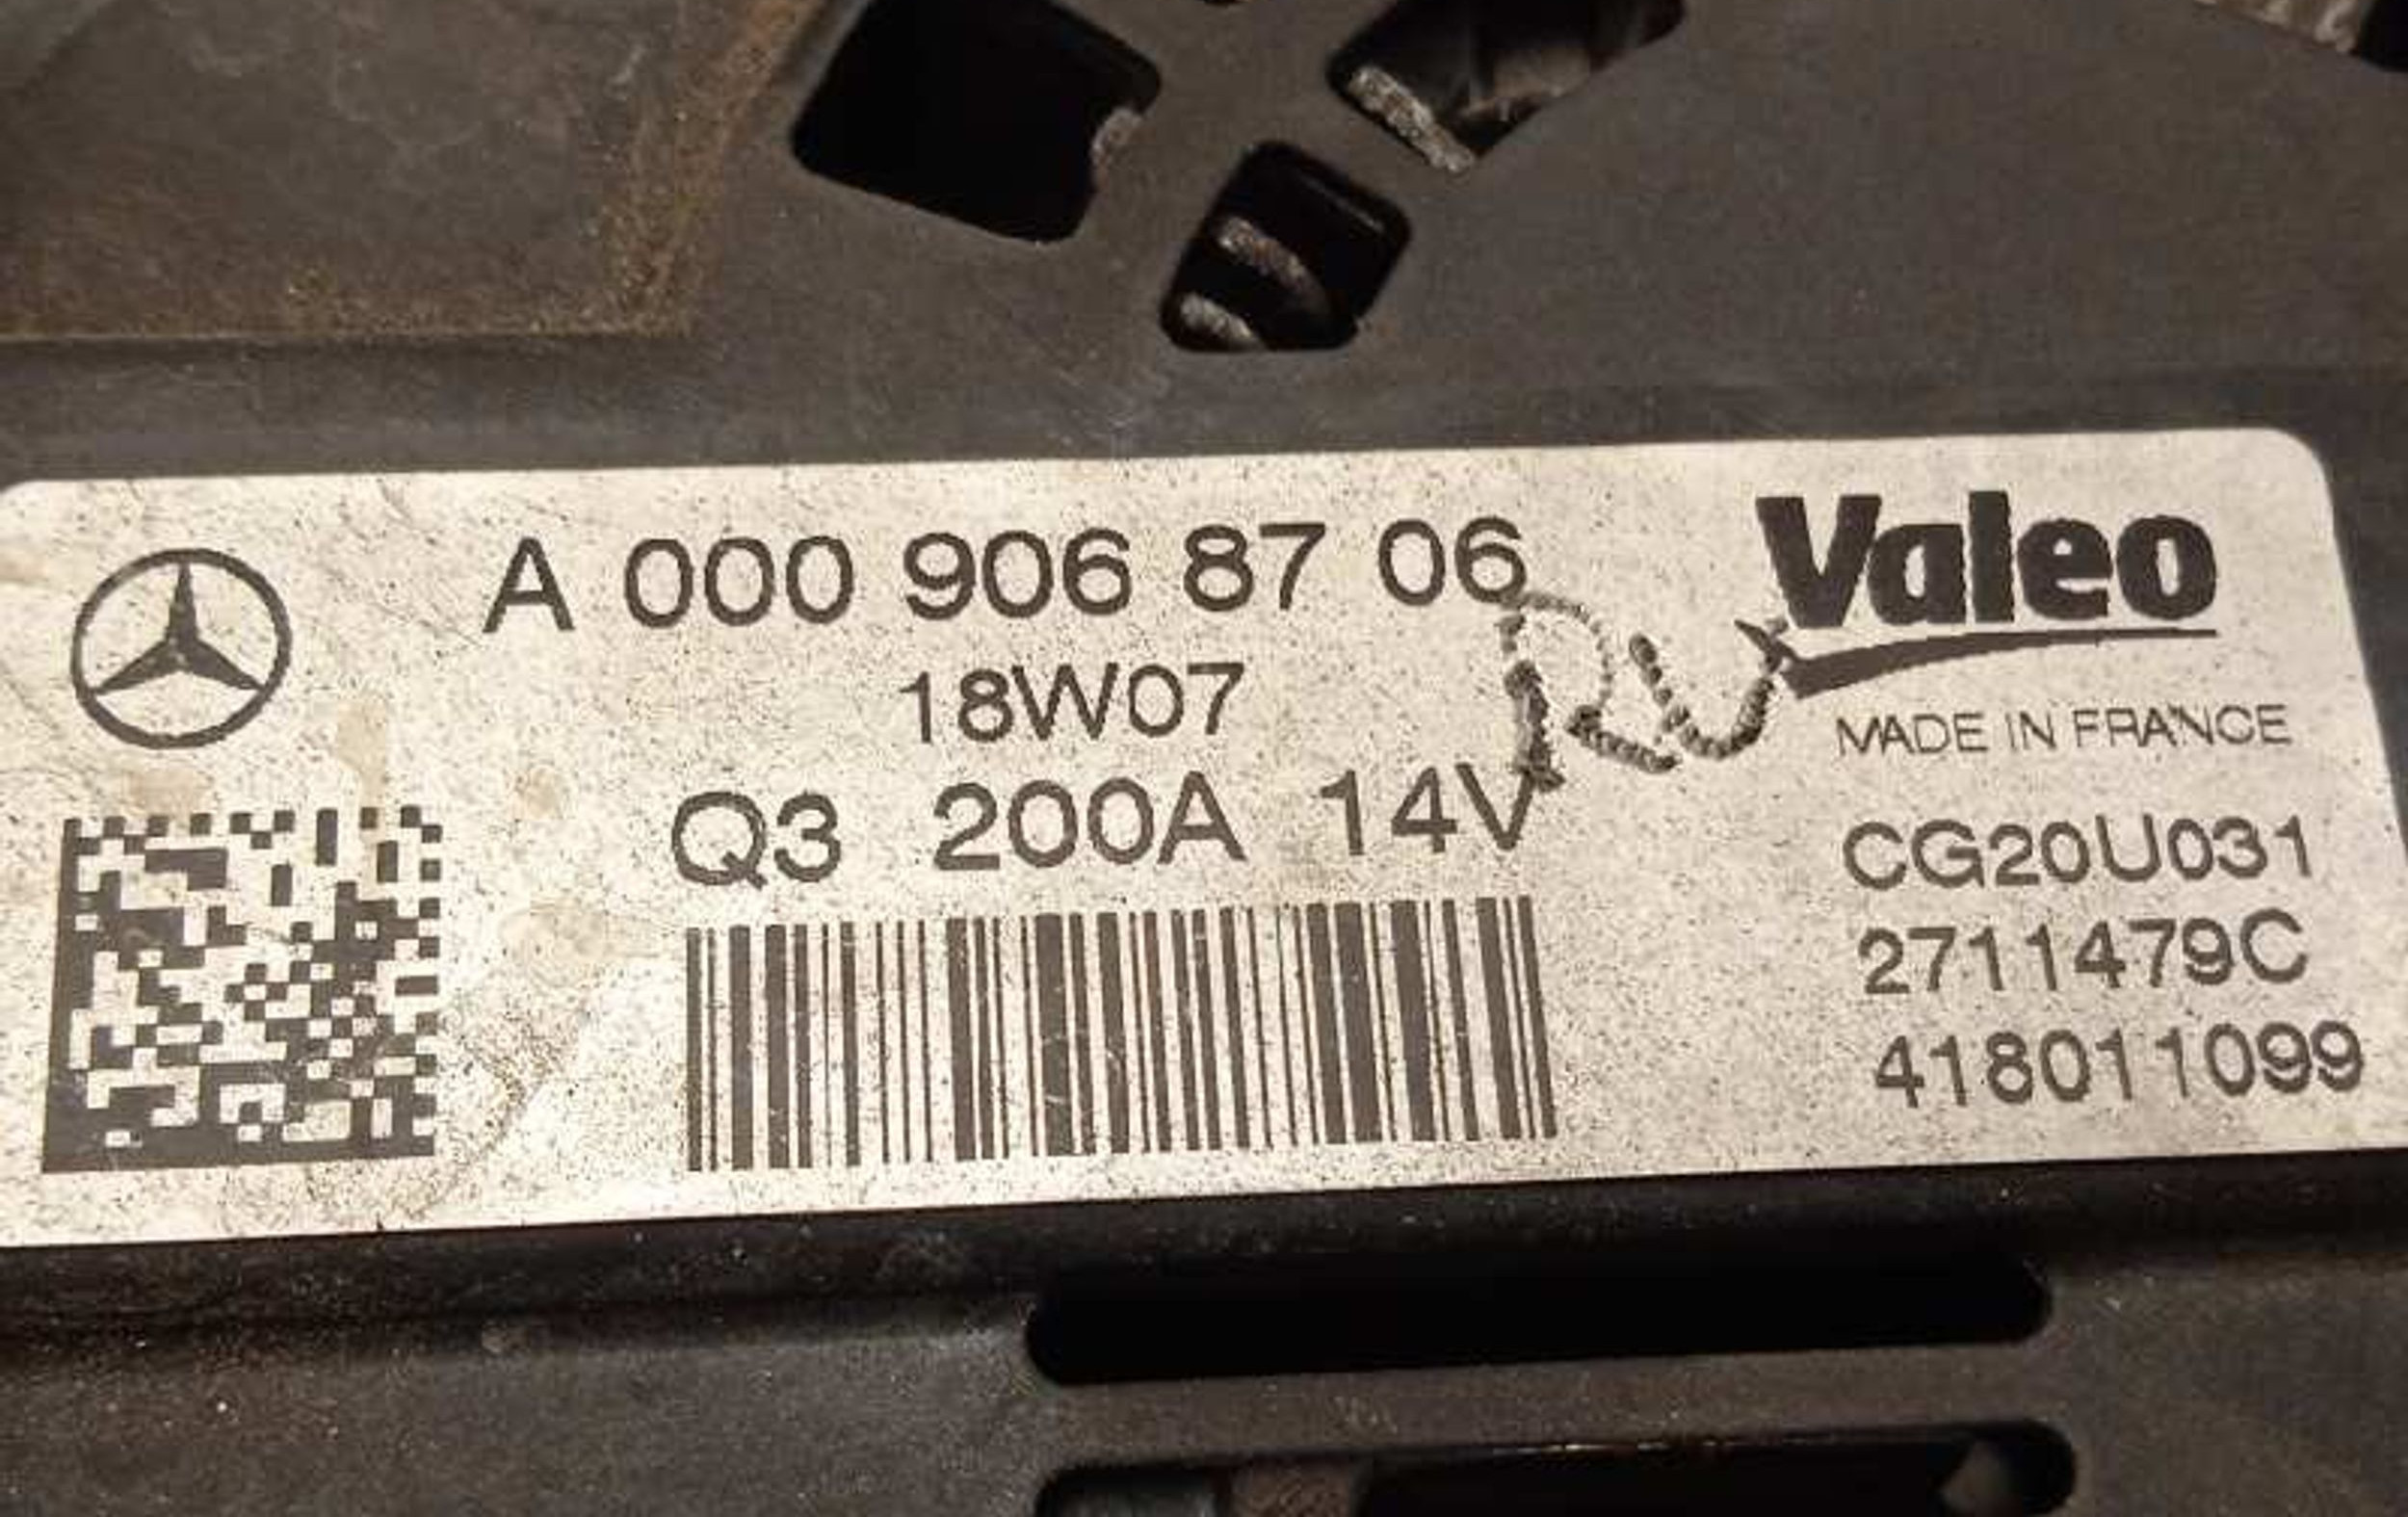 A 000 906 87 06
18W07
Q3 200A 14V
Valeo
MADE IN FRANCE
CG20U031
2711479C
418011099